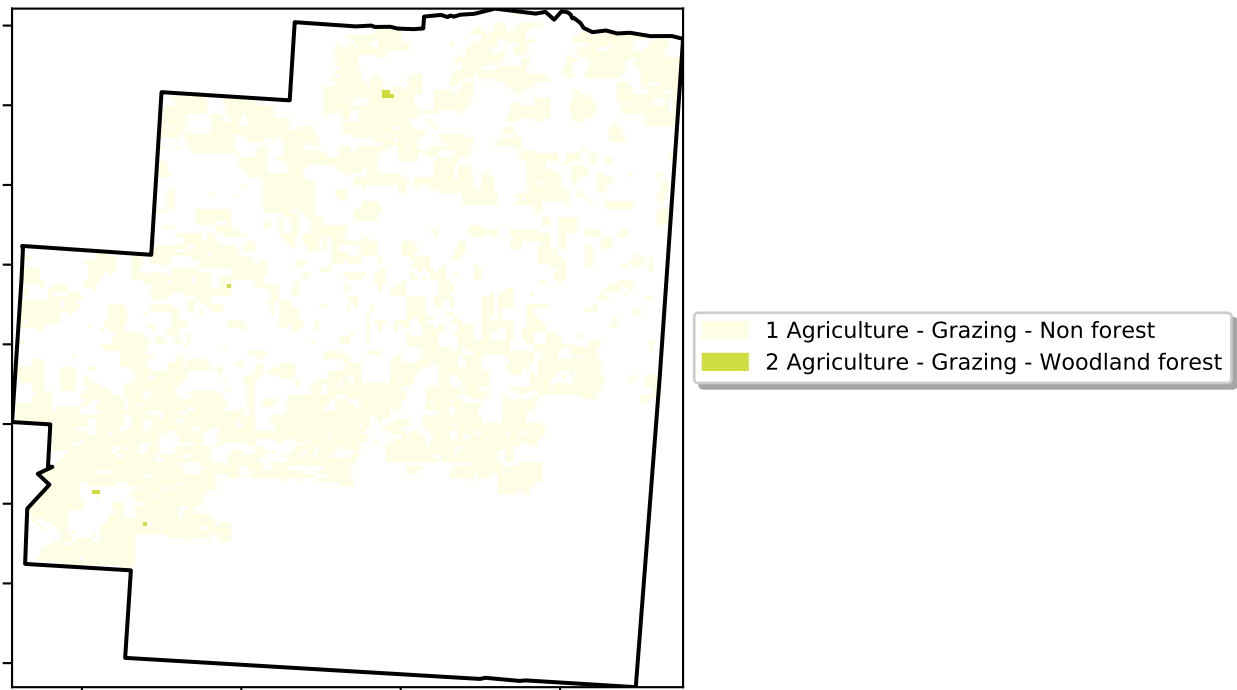 1 Agriculture - Grazing - Non forest
2 Agriculture - Grazing - Woodland forest